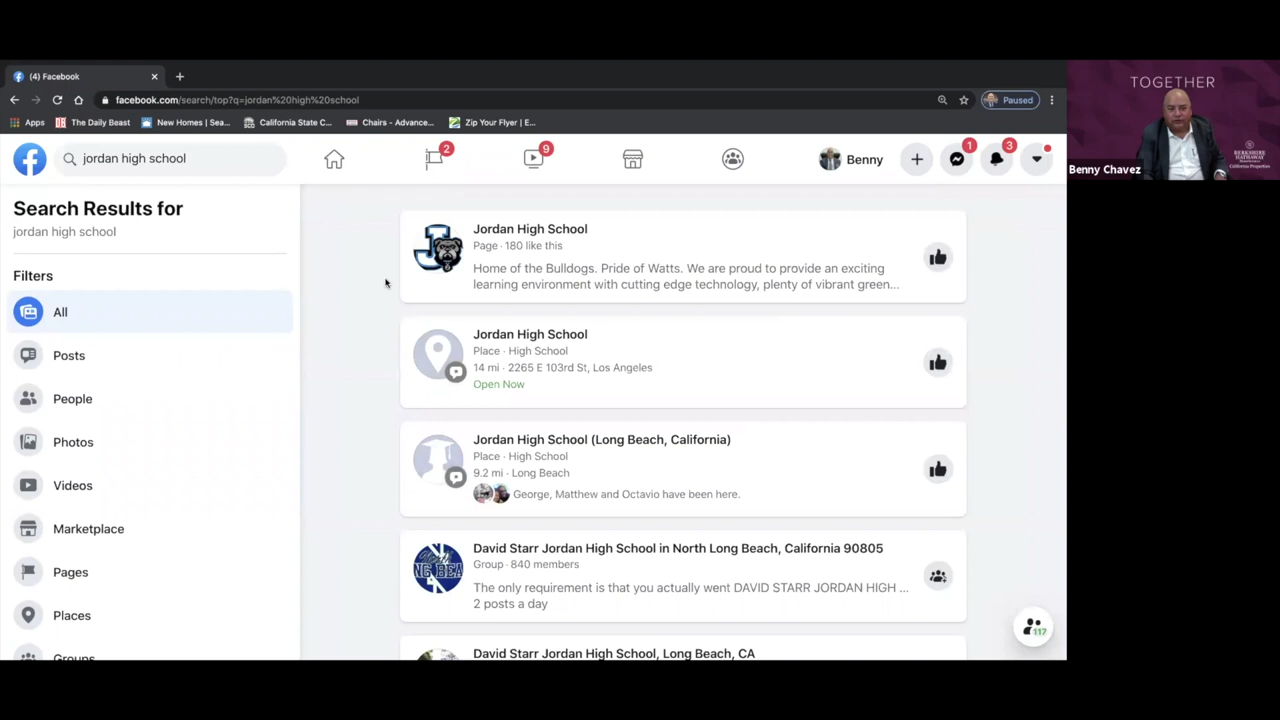 (4) Facebook
facebook.com/search/top?q=jordan%20high%20school
Paused
Apps
The Daily Beast
New Homes | Sea...
California State C...
Chairs - Advance...
Zip Your Flyer | E...
jordan high school
2
9
Benny
1
3
Search Results for
jordan high school
Filters
All
Posts
People
Photos
Videos
Marketplace
Pages
Places
Groups
Jordan High School
Page · 180 like this
Home of the Bulldogs. Pride of Watts. We are proud to provide an exciting
learning environment with cutting edge technology, plenty of vibrant green...
Jordan High School
Place · High School
14 mi · 2265 E 103rd St, Los Angeles
Open Now
Jordan High School (Long Beach, California)
Place · High School
9.2 mi · Long Beach
George, Matthew and Octavio have been here.
David Starr Jordan High School in North Long Beach, California 90805
Group · 840 members
The only requirement is that you actually went DAVID STARR JORDAN HIGH ...
2 posts a day
David Starr Jordan High School, Long Beach, CA
117
TOGETHER
BERKSHIRE
HATHAWAY
HomeServices
California Properties
Benny Chavez